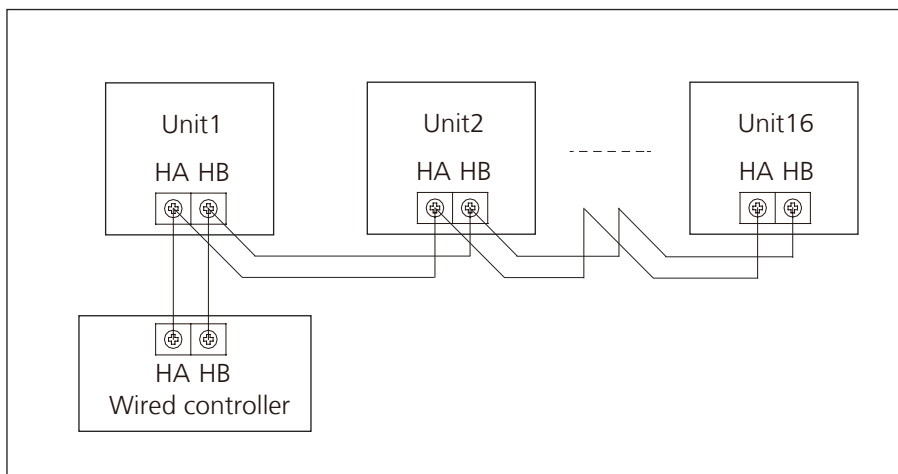 Unit1
Unit2
Unit16
HA HB
HA HB
HA HB
HA HB
Wired controller